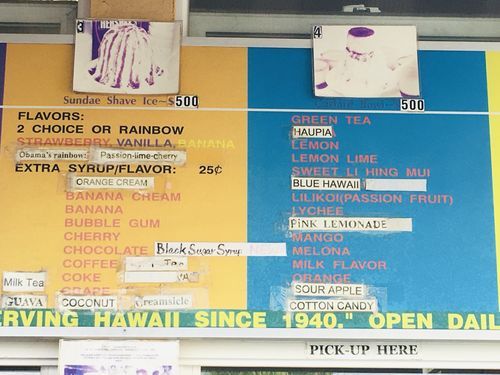 3
HERSHEY'S
Sundae Shave Ice~$500
FLAVORS:
2 CHOICE OR RAINBOW
STRAWBERRY, VANILLA, BANANA
Obama's rainbow: Passion-lime-cherry
EXTRA SYRUP/FLAVOR: 25¢
ORANGE CREAM
BANANA CREAM
BANANA
BUBBLE GUM
CHERRY
CHOCOLATE Black Sugar Syrup NEW
COFFEE Tea
Milk Tea COKE
GRAPE
GUAVA COCONUT Creamsicle
4
500
GREEN TEA
HAUPIA
LEMON
LEMON LIME
SWEET LI HING MUI
BLUE HAWAII
LILIKOI(PASSION FRUIT)
LYCHEE
PiNK LEMONADE
MANGO
MELONA
MILK FLAVOR
ORANGE
SOUR APPLE
COTTON CANDY
ERVING HAWAII SINCE 1940." OPEN DAIL
PICK-UP HERE